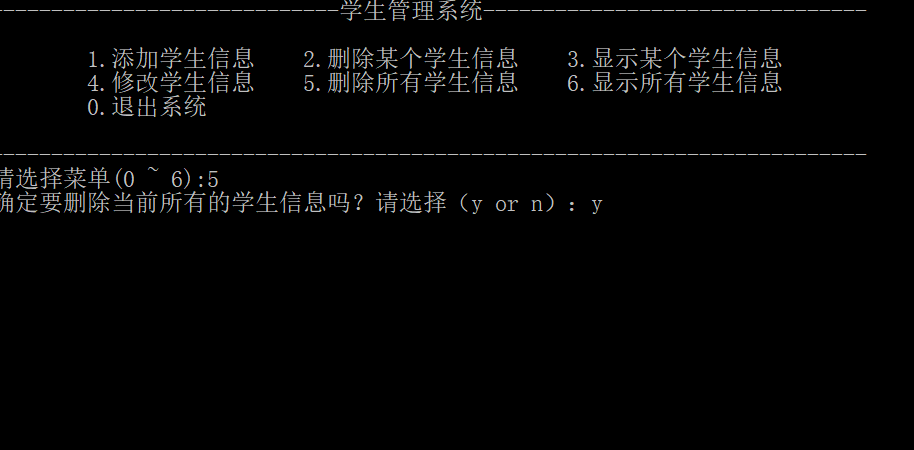 ----------------------------学生管理系统--------------------------------
1.添加学生信息 2.删除某个学生信息 3.显示某个学生信息
4.修改学生信息 5.删除所有学生信息 6.显示所有学生信息
0.退出系统
------------------------------------------------------------------------
请选择菜单(0 ~ 6):5
确定要删除当前所有的学生信息吗？请选择（y or n）：y